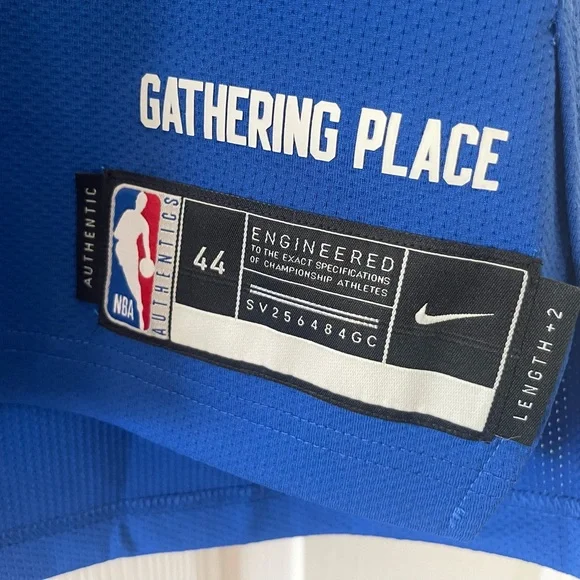 GATHERING PLACE
AUTHENTIC
NBA
AUTHENTICS
44
ENGINEERED
TO THE EXACT SPECIFICATIONS
OF CHAMPIONSHIP ATHLETES
SV256484GC
LENGTH +2